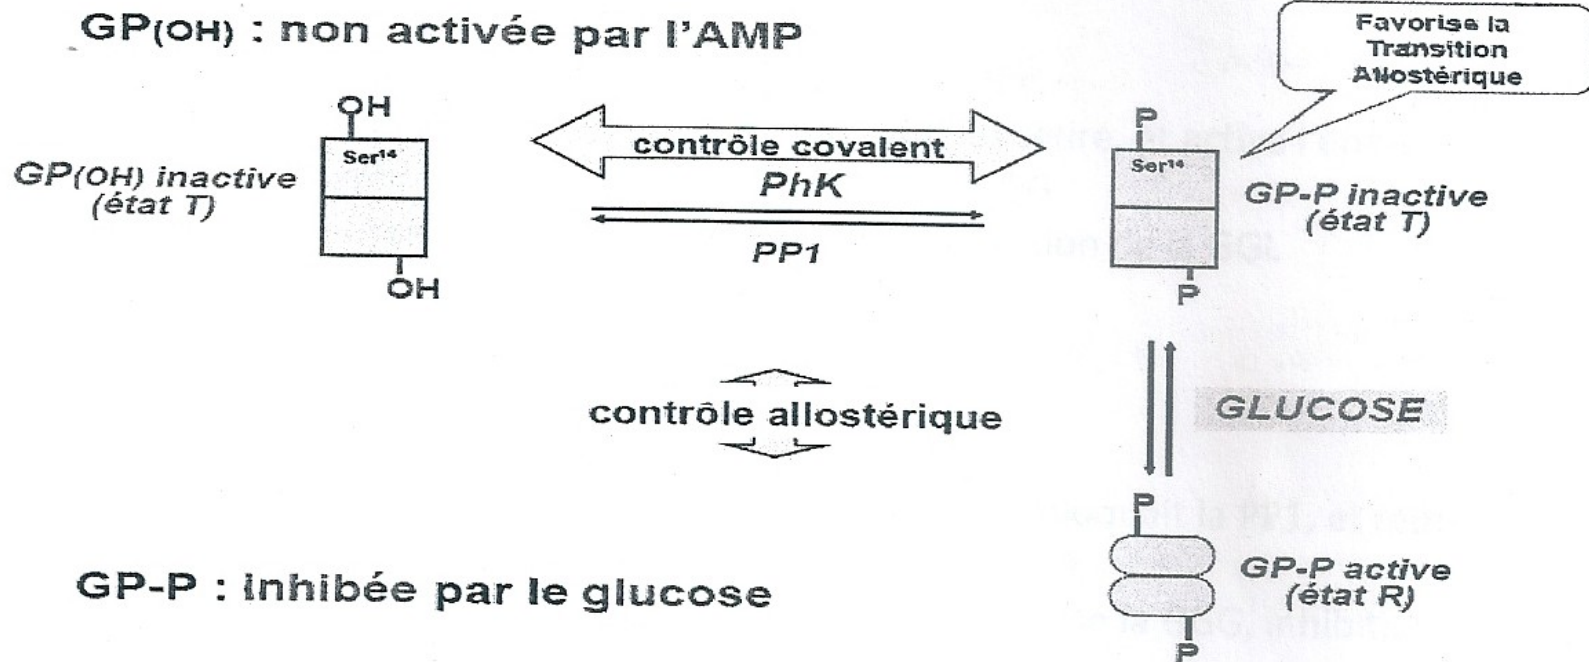 GP(OH) : non activée par l'AMP
Favorise la
Transition
Allostérique
OH
Ser¹⁴
GP(OH) inactive
(état T)
OH
contrôle covalent
PhK
PP1
P
Ser¹⁴
GP-P inactive
(état T)
P
contrôle allostérique
GLUCOSE
P
GP-P active
(état R)
P
GP-P : inhibée par le glucose